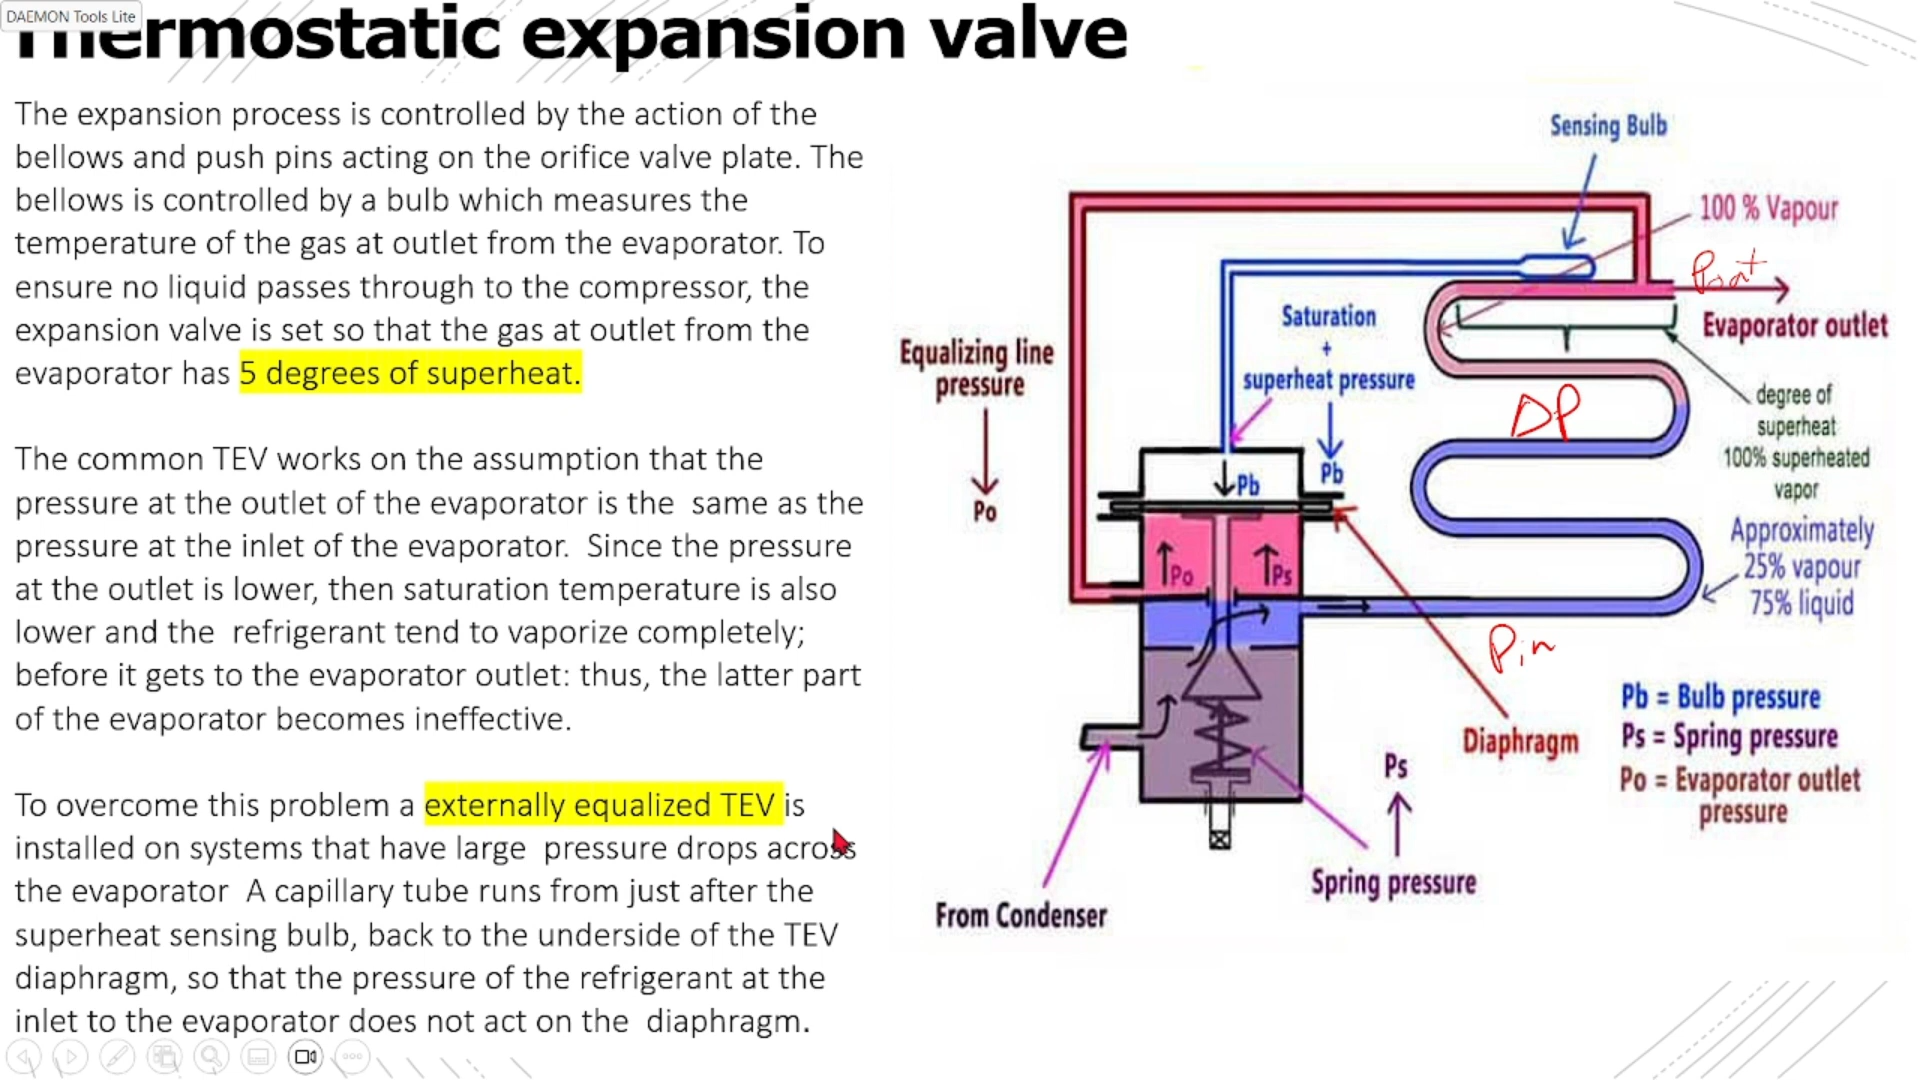 DAEMON Tools Lite
Thermostatic expansion valve
The expansion process is controlled by the action of the
bellows and push pins acting on the orifice valve plate. The
bellows is controlled by a bulb which measures the
temperature of the gas at outlet from the evaporator. To
ensure no liquid passes through to the compressor, the
expansion valve is set so that the gas at outlet from the
evaporator has 5 degrees of superheat.
The common TEV works on the assumption that the
pressure at the outlet of the evaporator is the same as the
pressure at the inlet of the evaporator. Since the pressure
at the outlet is lower, then saturation temperature is also
lower and the refrigerant tend to vaporize completely;
before it gets to the evaporator outlet: thus, the latter part
of the evaporator becomes ineffective.
To overcome this problem a externally equalized TEV is
installed on systems that have large pressure drops across
the evaporator A capillary tube runs from just after the
superheat sensing bulb, back to the underside of the TEV
diaphragm, so that the pressure of the refrigerant at the
inlet to the evaporator does not act on the diaphragm.
Sensing Bulb
100 % Vapour
Evaporator outlet
Saturation
+
superheat pressure
Pb
Equalizing line
pressure
Po
Pb
Po
Ps
ΔP
degree of
superheat
100% superheated
vapor
Approximately
25% vapour
75% liquid
Pin
Diaphragm
Pb = Bulb pressure
Ps = Spring pressure
Po = Evaporator outlet
pressure
Ps
Spring pressure
From Condenser